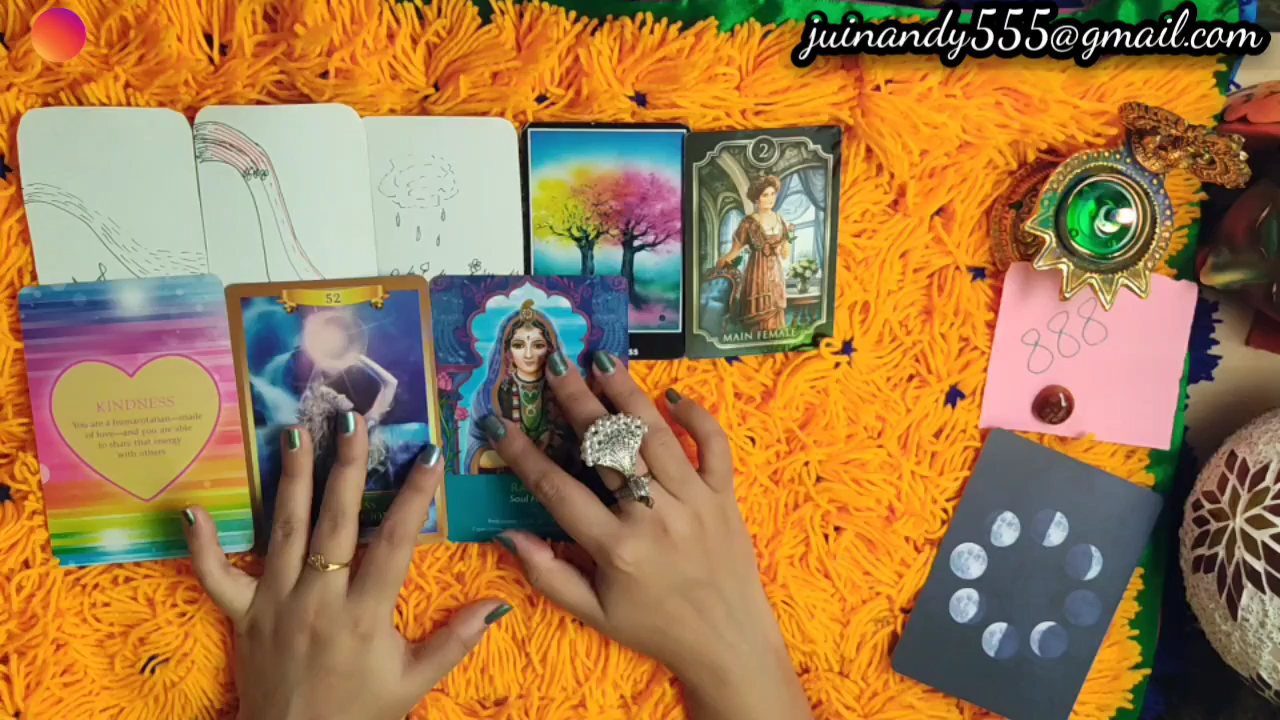 juinandy555@gmail.com
2
MAIN FEMALE
52
KINDNESS
You are a humanitarian—made
of love—and you are able
to share that energy
with others
888